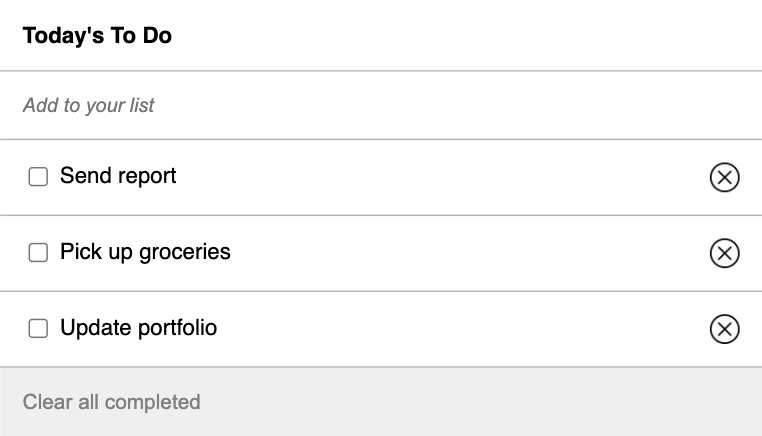 Today's To Do
Add to your list
Send report
Pick up groceries
Update portfolio
Clear all completed